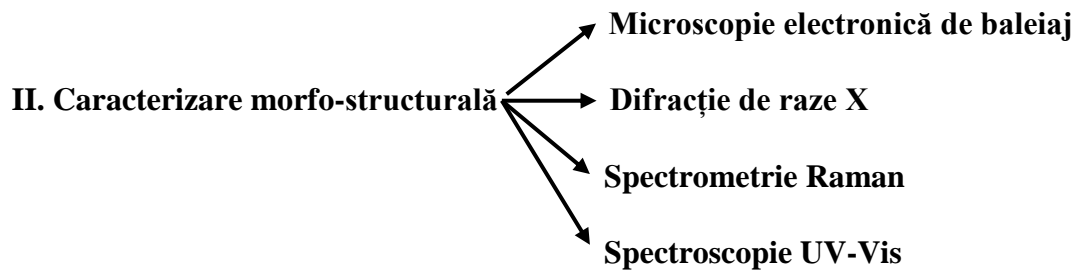 Microscopie electronică de baleiaj
II. Caracterizare morfo-structurală
Difracție de raze X
Spectrometrie Raman
Spectroscopie UV-Vis